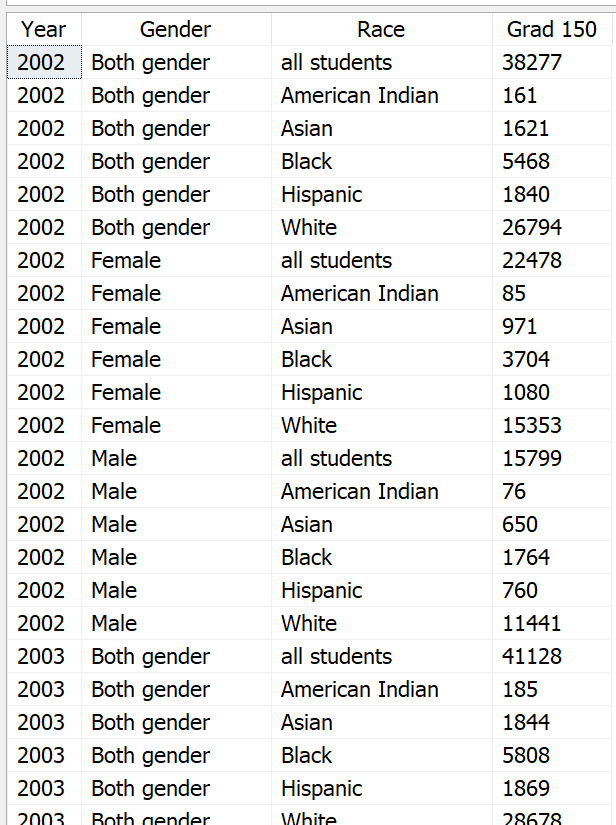 Year Gender Race Grad 150
2002 Both gender all students 38277
2002 Both gender American Indian 161
2002 Both gender Asian 1621
2002 Both gender Black 5468
2002 Both gender Hispanic 1840
2002 Both gender White 26794
2002 Female all students 22478
2002 Female American Indian 85
2002 Female Asian 971
2002 Female Black 3704
2002 Female Hispanic 1080
2002 Female White 15353
2002 Male all students 15799
2002 Male American Indian 76
2002 Male Asian 650
2002 Male Black 1764
2002 Male Hispanic 760
2002 Male White 11441
2003 Both gender all students 41128
2003 Both gender American Indian 185
2003 Both gender Asian 1844
2003 Both gender Black 5808
2003 Both gender Hispanic 1869
2003 Both gender White 28678